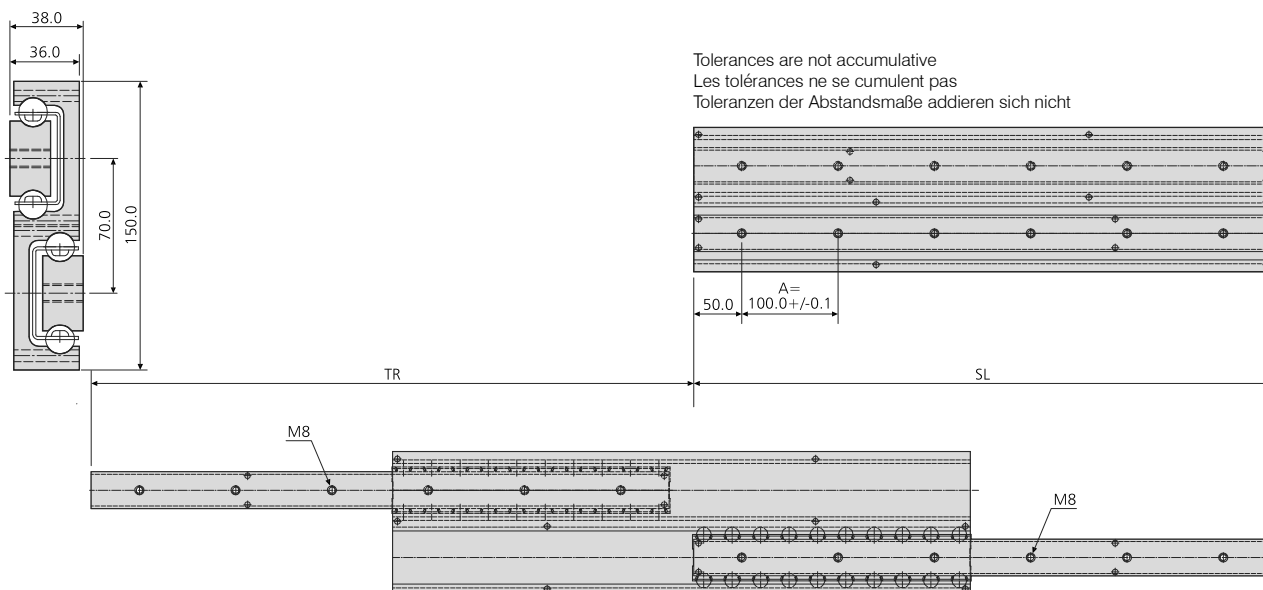 38.0
36.0
Tolerances are not accumulative
Les tolérances ne se cumulent pas
Toleranzen der Abstandsmaße addieren sich nicht
70.0
150.0
50.0
A=
100.0+/-0.1
TR
SL
M8
M8